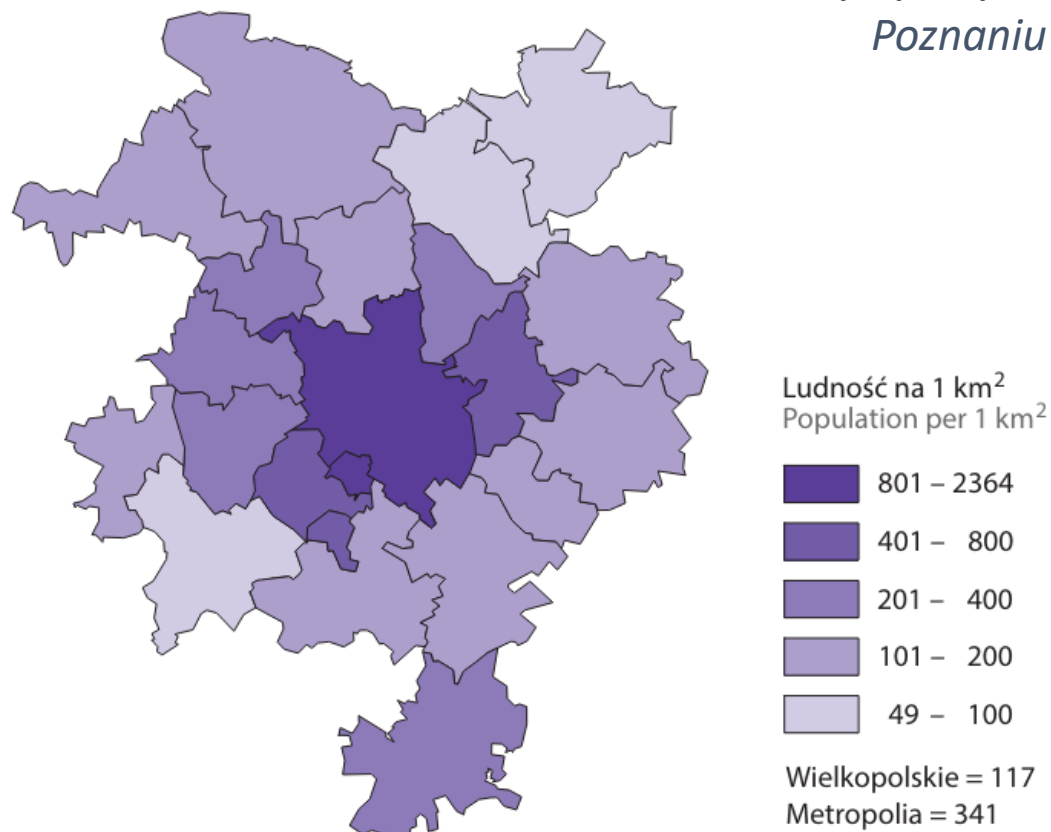 Poznaniu
Ludność na 1 km²
Population per 1 km²
801 – 2364
401 – 800
201 – 400
101 – 200
49 – 100
Wielkopolskie = 117
Metropolia = 341